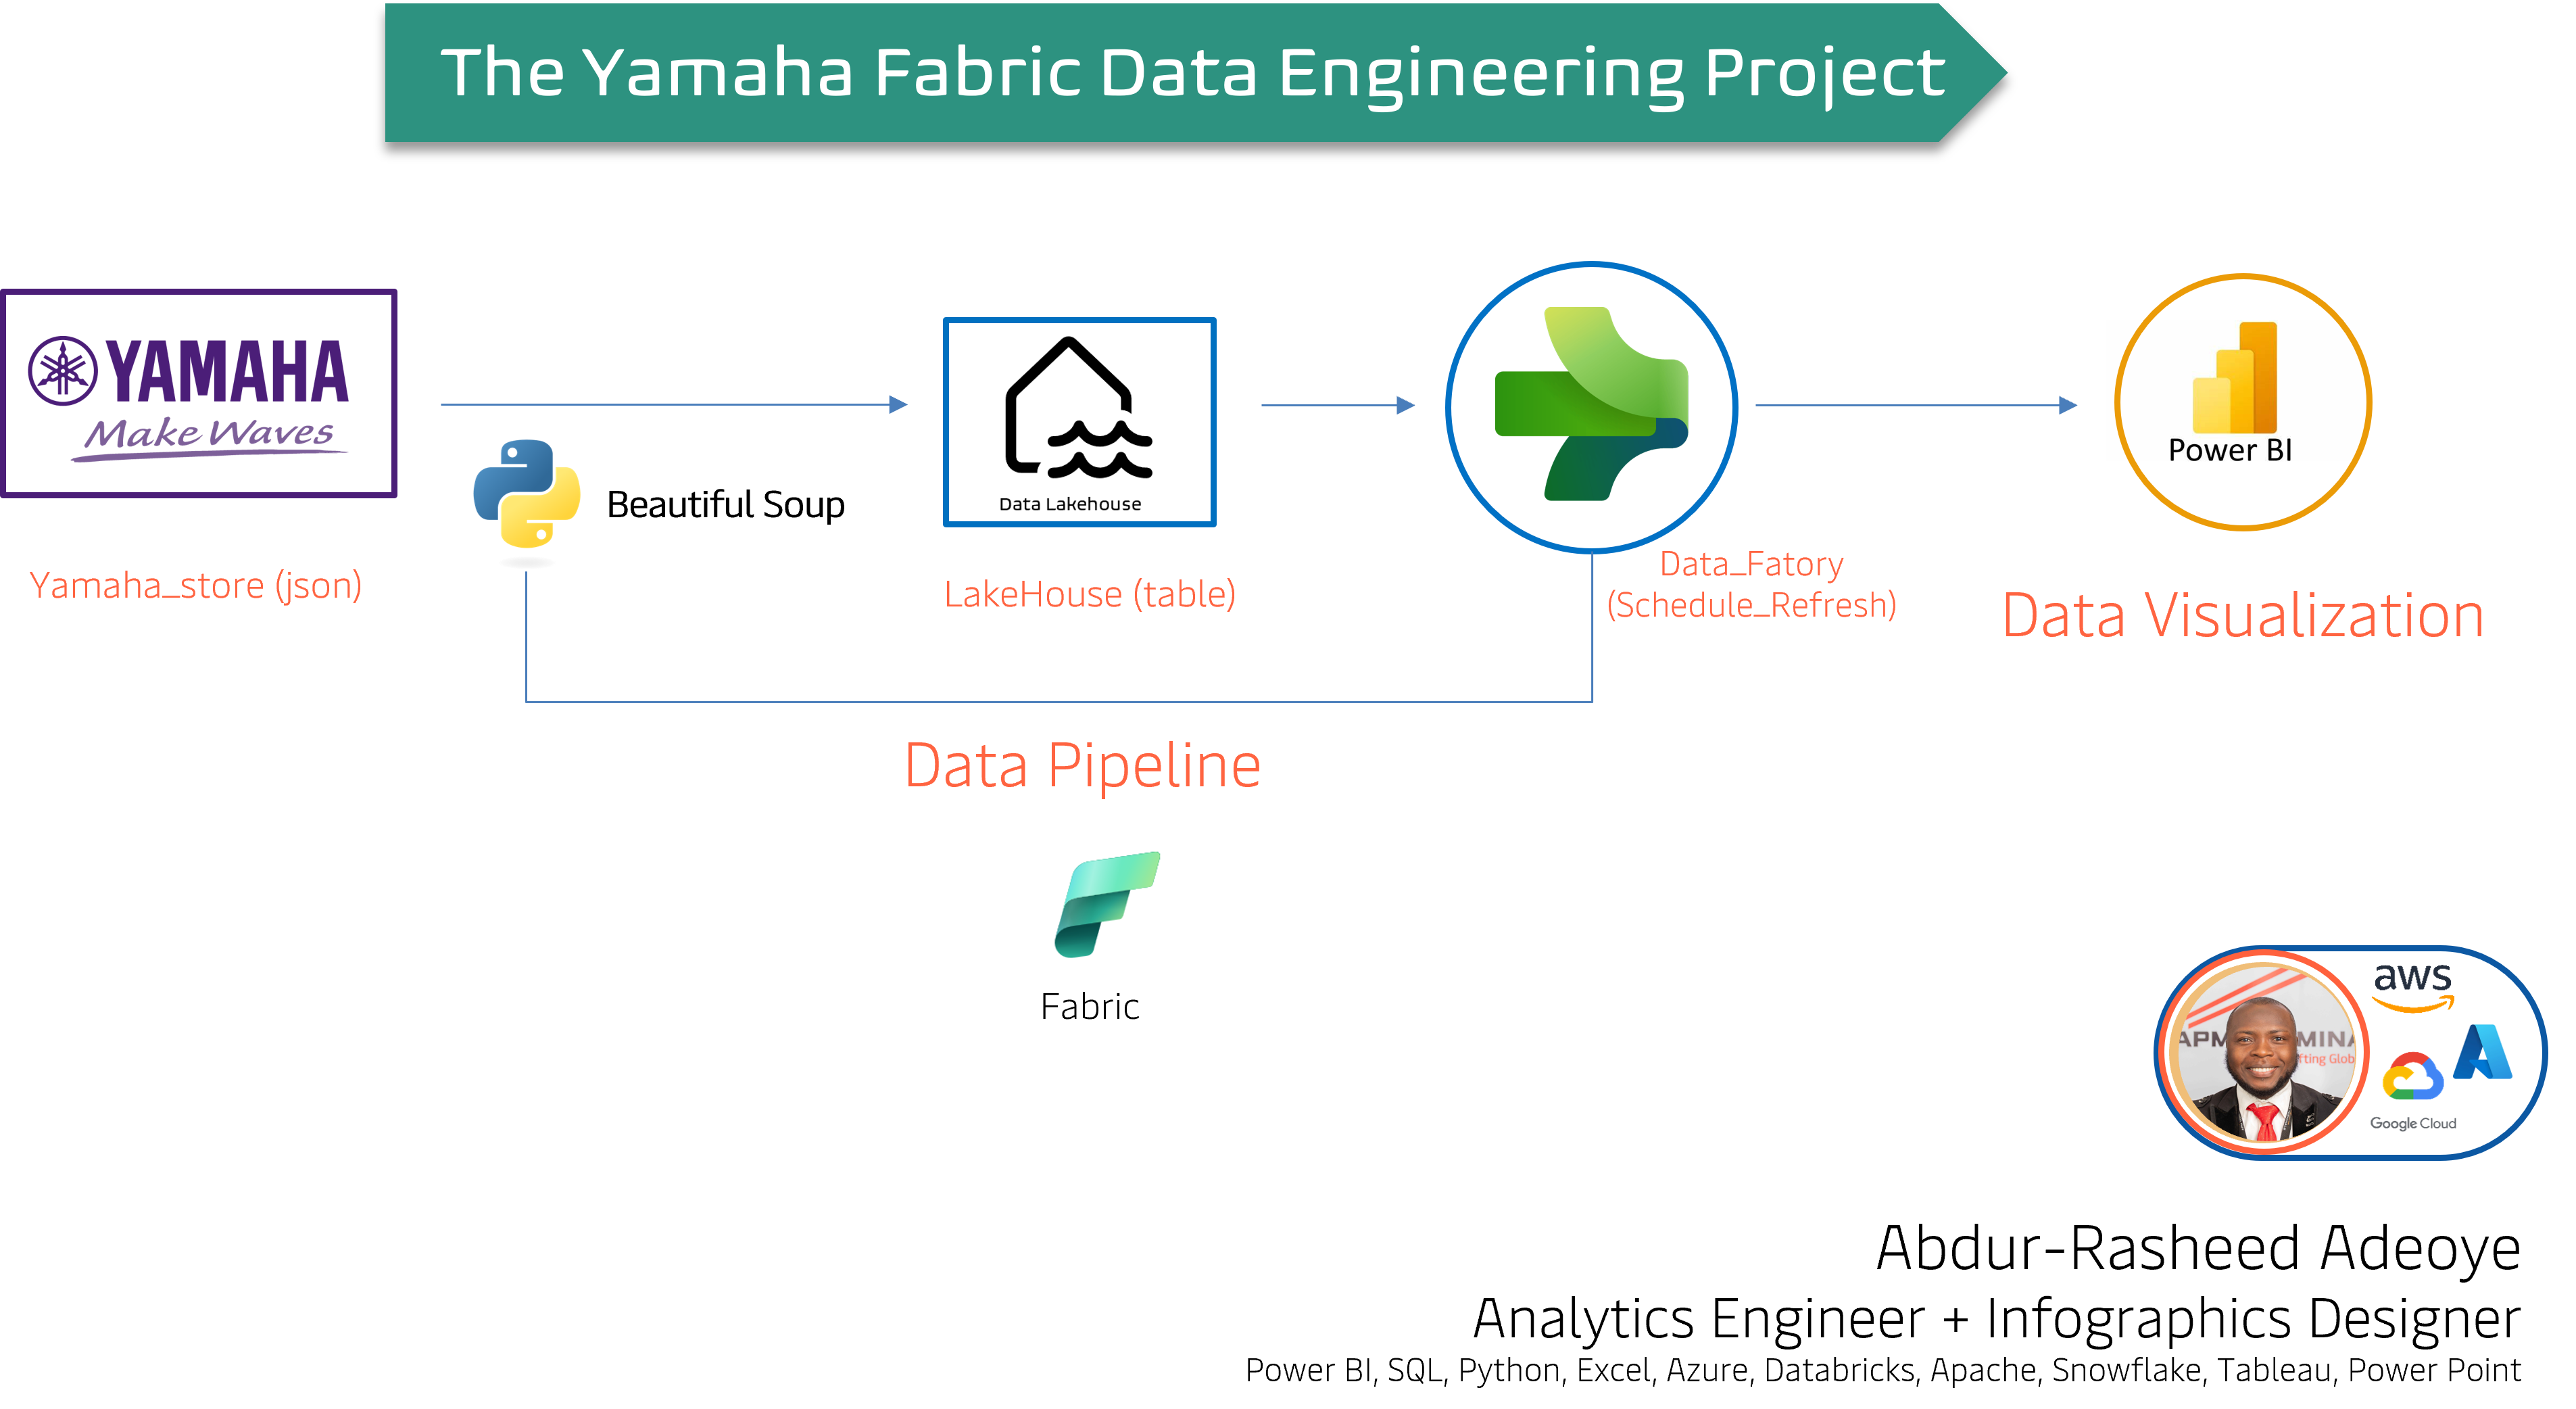 The Yamaha Fabric Data Engineering Project
YAMAHA
Make Waves
Yamaha_store (json)
Beautiful Soup
Data Lakehouse
LakeHouse (table)
Data_Fatory
(Schedule_Refresh)
Power BI
Data Visualization
Data Pipeline
Fabric
aws
APM MINA
fting Glob
Google Cloud
Abdur-Rasheed Adeoye
Analytics Engineer + Infographics Designer
Power BI, SQL, Python, Excel, Azure, Databricks, Apache, Snowflake, Tableau, Power Point